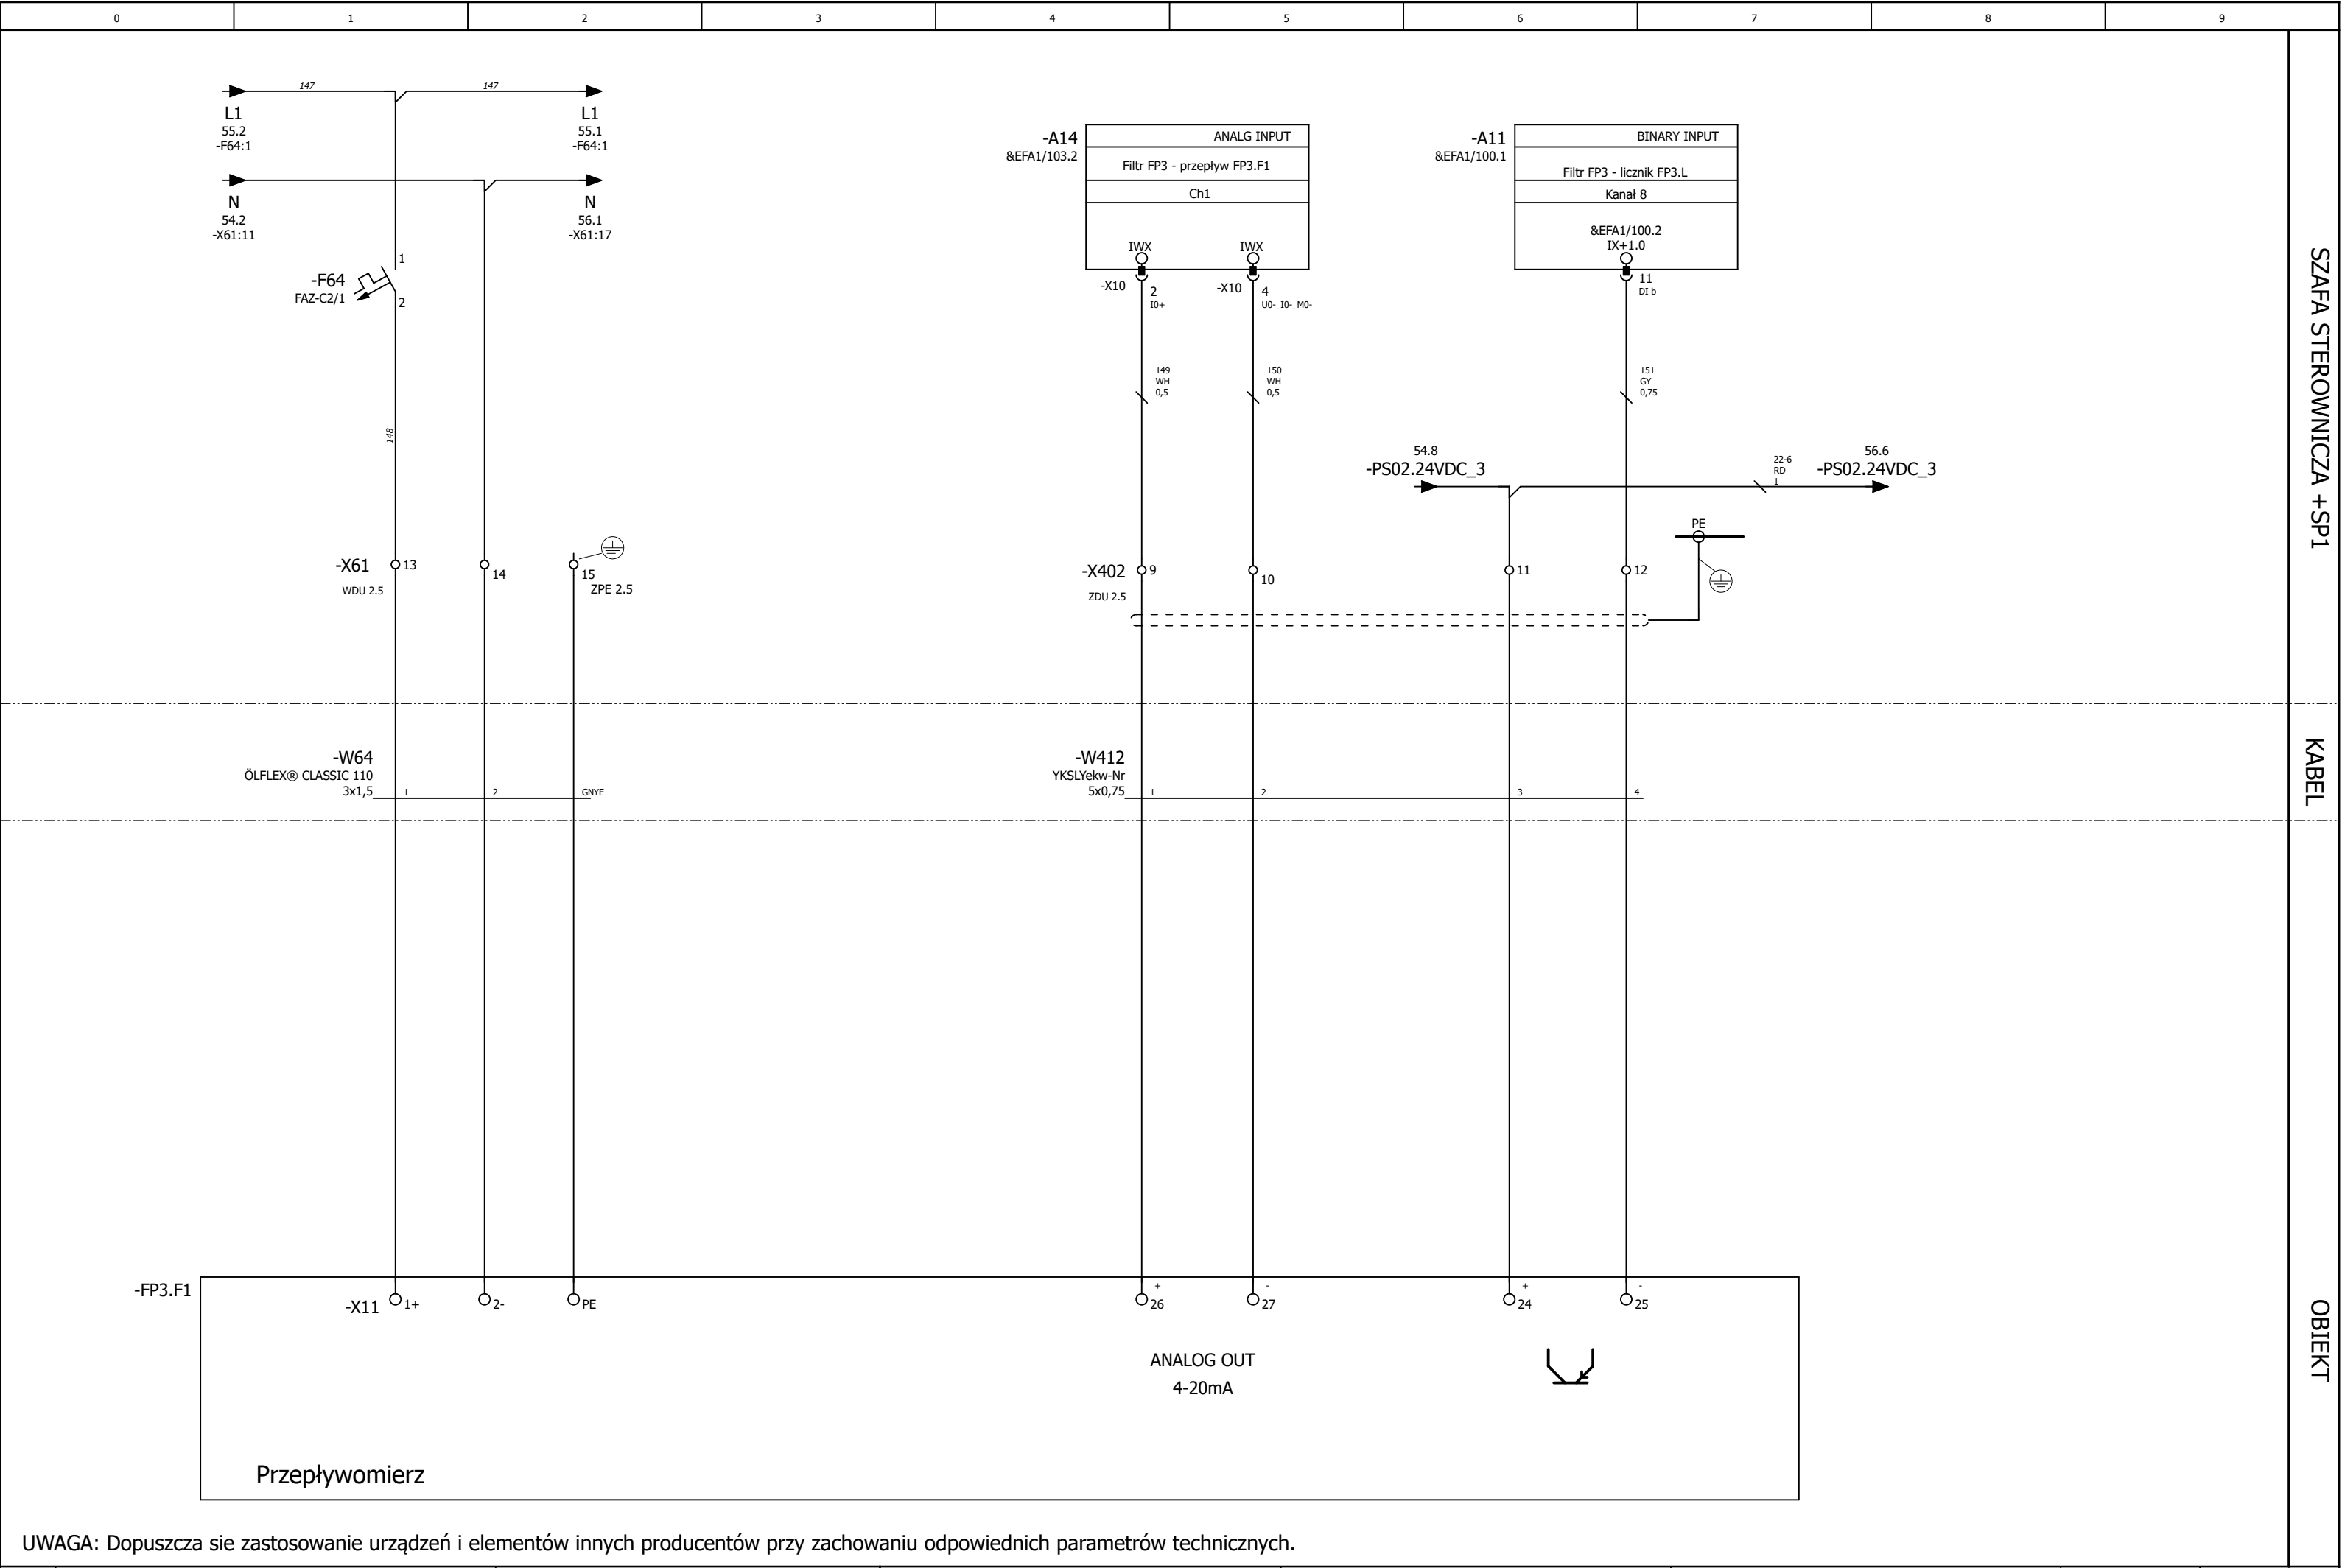 0 1 2 3 4 5 6 7 8 9
147 147
L1
55.2
-F64:1
L1
55.1
-F64:1
N
54.2
-X61:11
N
56.1
-X61:17
-A14
&EFA1/103.2
ANALG INPUT
Filtr FP3 - przepływ FP3.F1
Ch1
IWX IWX
-X10
2
I0+
-X10
4
U0-_I0-_M0-
-A11
&EFA1/100.1
BINARY INPUT
Filtr FP3 - licznik FP3.L
Kanał 8
&EFA1/100.2
IX+1.0
11
DI b
1
-F64
FAZ-C2/1
2
148
149
WH
0,5
150
WH
0,5
151
GY
0,75
54.8
-PS02.24VDC_3
22-6
RD
1
56.6
-PS02.24VDC_3
PE
-X61 13 14 15
WDU 2.5
ZPE 2.5
-X402 9 10 11 12
ZDU 2.5
SZAFA STEROWNICZA +SP1
-W64
ÖLFLEX® CLASSIC 110
3x1,5 1 2 GNYE
-W412
YKSLYekw-Nr
5x0,75 1 2 3 4
KABEL
-FP3.F1
-X11 1+ 2- PE
+ - + -
26 27 24 25
ANALOG OUT
4-20mA
Przepływomierz
OBIEKT
UWAGA: Dopuszcza sie zastosowanie urządzeń i elementów innych producentów przy zachowaniu odpowiednich parametrów technicznych.